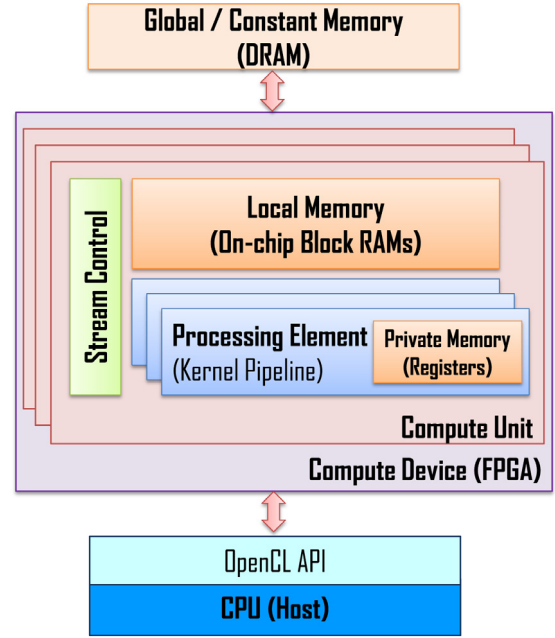 Global / Constant Memory
(DRAM)
Stream Control
Local Memory
(On-chip Block RAMs)
Processing Element
(Kernel Pipeline)
Private Memory
(Registers)
Compute Unit
Compute Device (FPGA)
OpenCL API
CPU (Host)